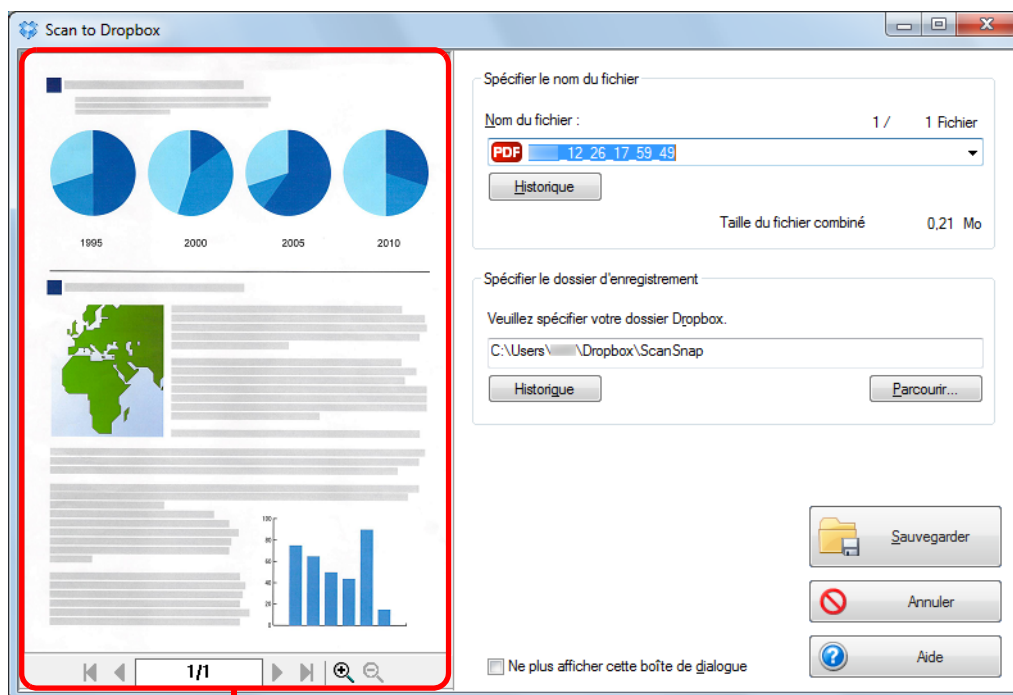 Scan to Dropbox
1995 2000 2005 2010
100
80
60
40
20
0
1/1
Spécifier le nom du fichier
Nom du fichier : 1 / 1 Fichier
PDF _12_26_17_59_49
Historique
Taille du fichier combiné 0,21 Mo
Spécifier le dossier d'enregistrement
Veuillez spécifier votre dossier Dropbox.
C:\Users\ \Dropbox\ScanSnap
Historique Parcourir...
Sauvegarder
Annuler
Ne plus afficher cette boîte de dialogue
Aide